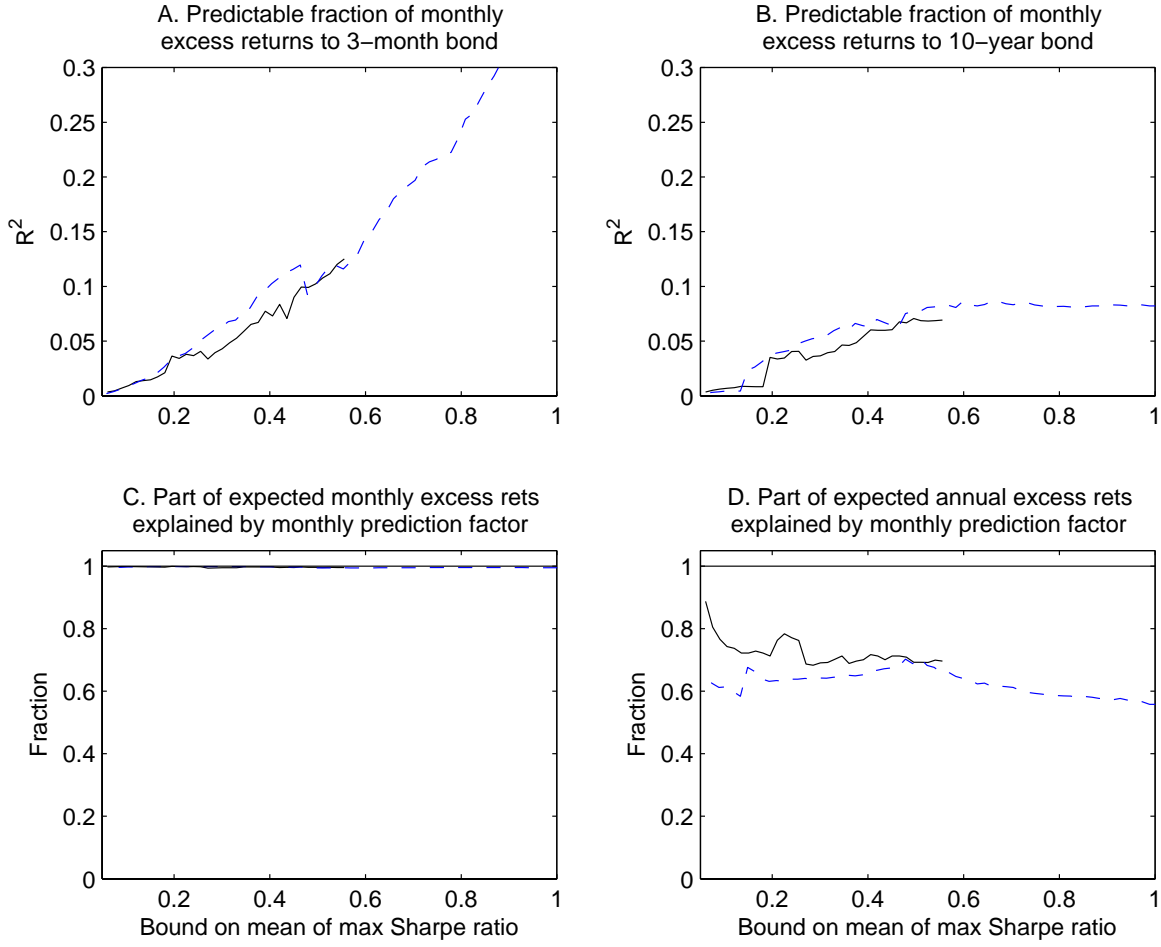 A. Predictable fraction of monthly
excess returns to 3−month bond
0.3
0.25
0.2
0.15
0.1
0.05
0
R²
0.2 0.4 0.6 0.8 1
B. Predictable fraction of monthly
excess returns to 10−year bond
0.3
0.25
0.2
0.15
0.1
0.05
0
R²
0.2 0.4 0.6 0.8 1
C. Part of expected monthly excess rets
explained by monthly prediction factor
1
0.8
0.6
0.4
0.2
0
Fraction
0.2 0.4 0.6 0.8 1
Bound on mean of max Sharpe ratio
D. Part of expected annual excess rets
explained by monthly prediction factor
1
0.8
0.6
0.4
0.2
0
Fraction
0.2 0.4 0.6 0.8 1
Bound on mean of max Sharpe ratio